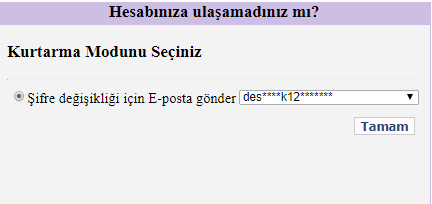 Hesabınıza ulaşamadınız mı?
Kurtarma Modunu Seçiniz
Şifre değişikliği için E-posta gönder des****k12*******
Tamam